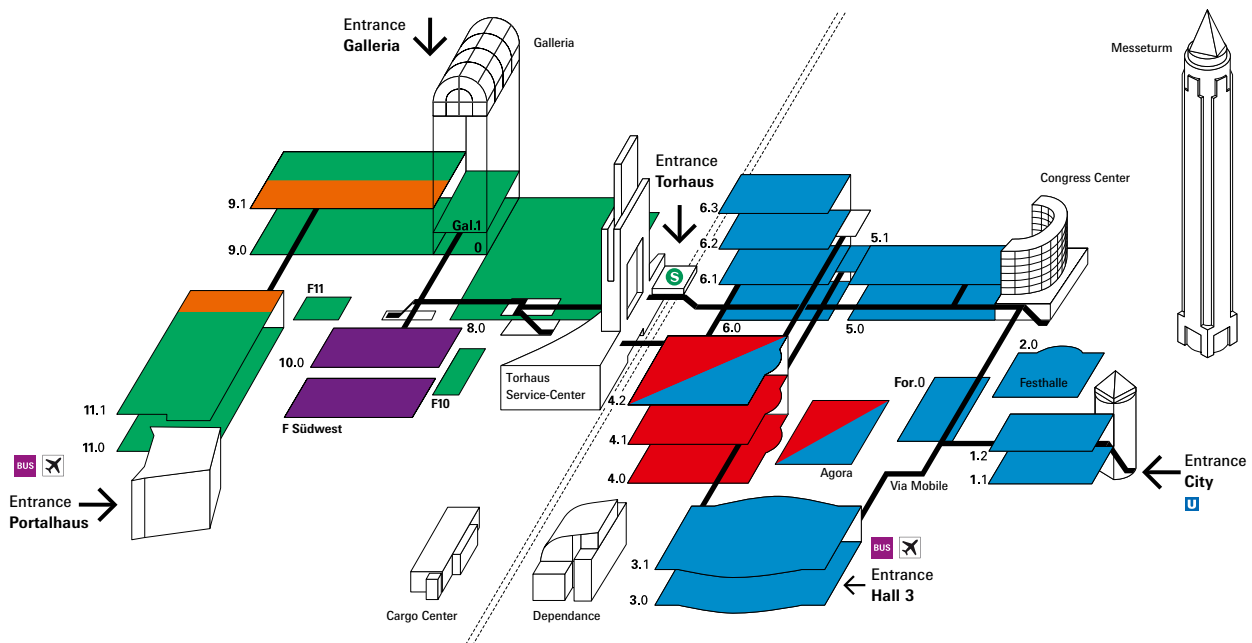 Entrance
Galleria
Galleria
Messeturm
Entrance
Torhaus
Congress Center
9.1
9.0
Gal.1
0
6.3
6.2
6.1
6.0
5.1
5.0
S
F11
8.0
10.0
F10
F Südwest
Torhaus
Service-Center
11.1
11.0
4.2
4.1
4.0
Agora
For.0
2.0
Festhalle
1.2
1.1
Via Mobile
Entrance
City
U
BUS
Entrance
Portalhaus
Cargo Center
Dependance
3.1
3.0
BUS
Entrance
Hall 3